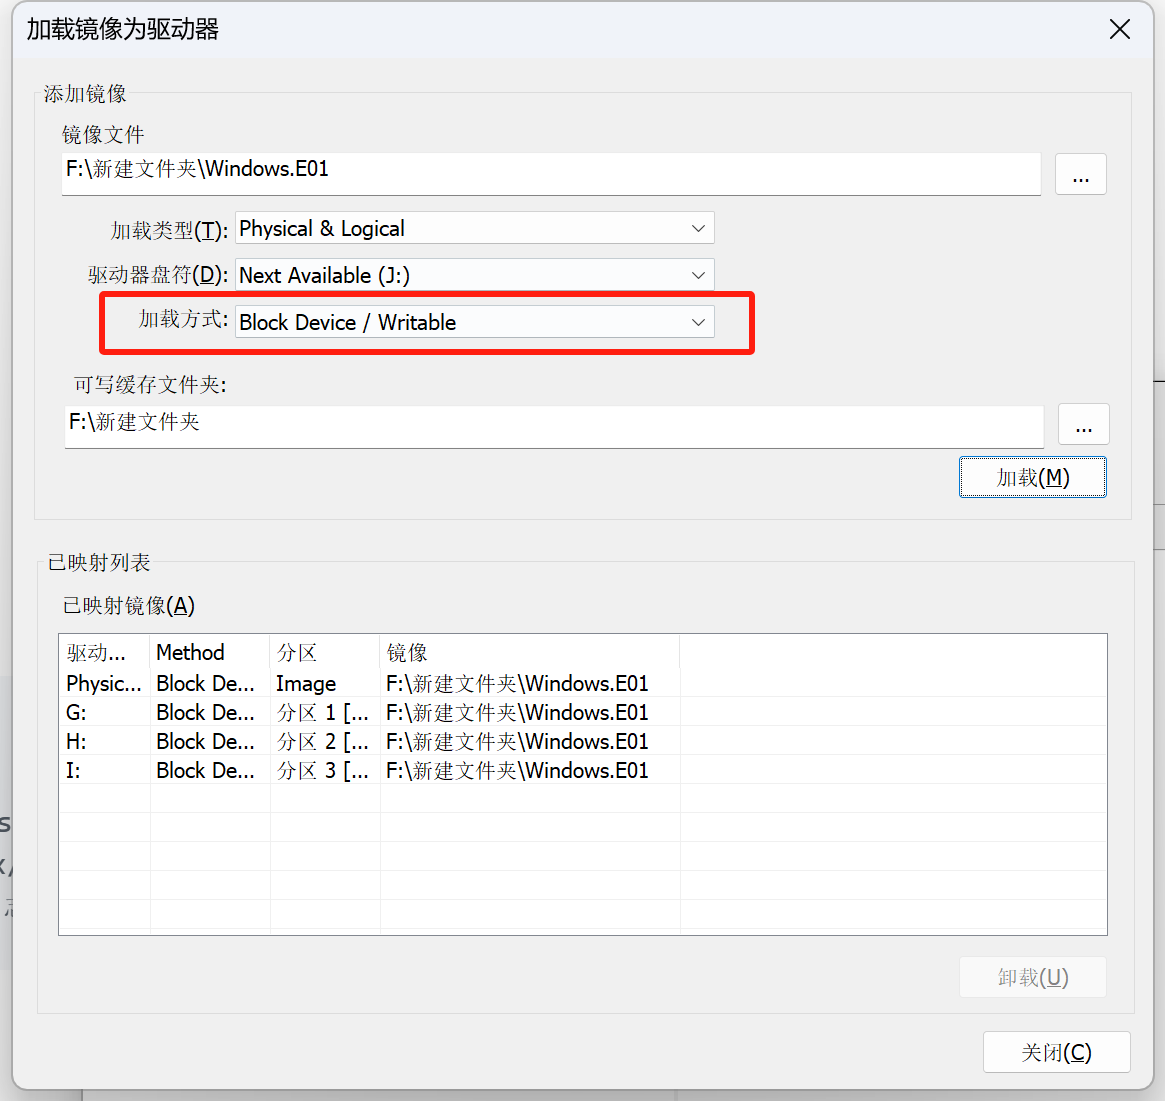 加载镜像为驱动器
添加镜像
镜像文件
F:\新建文件夹\Windows.E01
...
加载类型(T): Physical & Logical
驱动器盘符(D): Next Available (J:)
加载方式: Block Device / Writable
可写缓存文件夹:
F:\新建文件夹
...
加载(M)
已映射列表
已映射镜像(A)
驱动... Method 分区 镜像
Physic... Block De... Image F:\新建文件夹\Windows.E01
G: Block De... 分区 1 [... F:\新建文件夹\Windows.E01
H: Block De... 分区 2 [... F:\新建文件夹\Windows.E01
I: Block De... 分区 3 [... F:\新建文件夹\Windows.E01
卸载(U)
关闭(C)